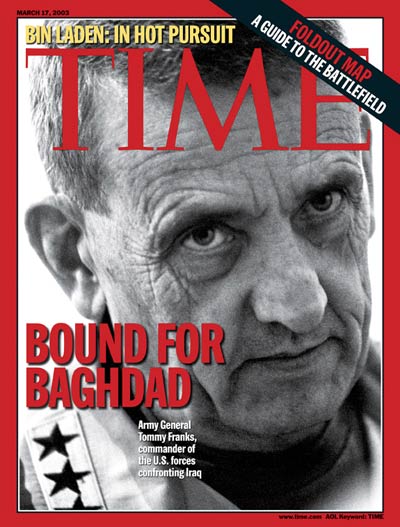 MARCH 17, 2003
BIN LADEN: IN HOT PURSUIT
FOLDOUT MAP
A GUIDE TO THE BATTLEFIELD
TIME
BOUND FOR
BAGHDAD
Army General
Tommy Franks,
commander of
the U.S. forces
confronting Iraq
www.time.com AOL Keyword: TIME